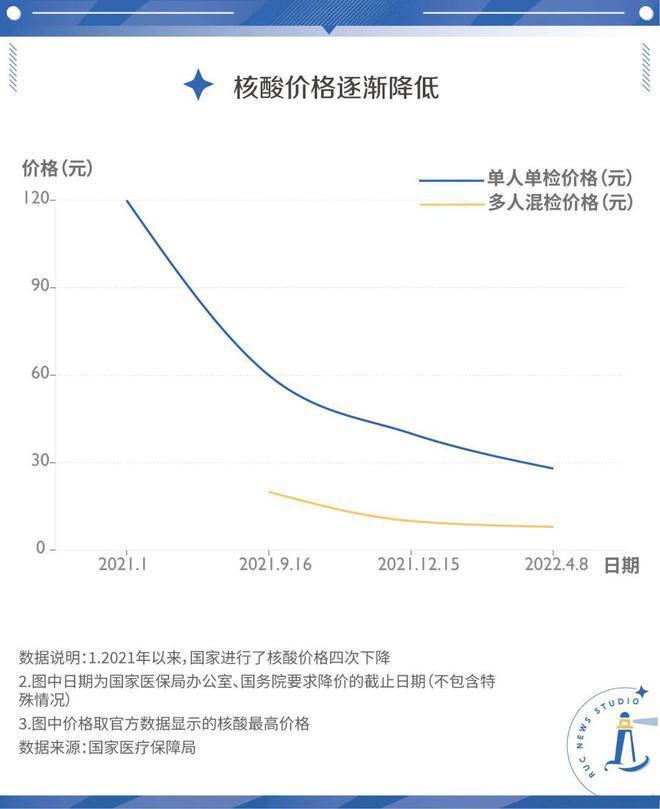 核酸价格逐渐降低
价格(元)
单人单检价格(元)
多人混检价格(元)
120
90
60
30
0
2021.1
2021.9.16
2021.12.15
2022.4.8
日期
数据说明:1.2021年以来,国家进行了核酸价格四次下降
2.图中日期为国家医保局办公室、国务院要求降价的截止日期(不包含特
殊情况)
3.图中价格取官方数据显示的核酸最高价格
数据来源:国家医疗保障局
RUC NEWS STUDIO